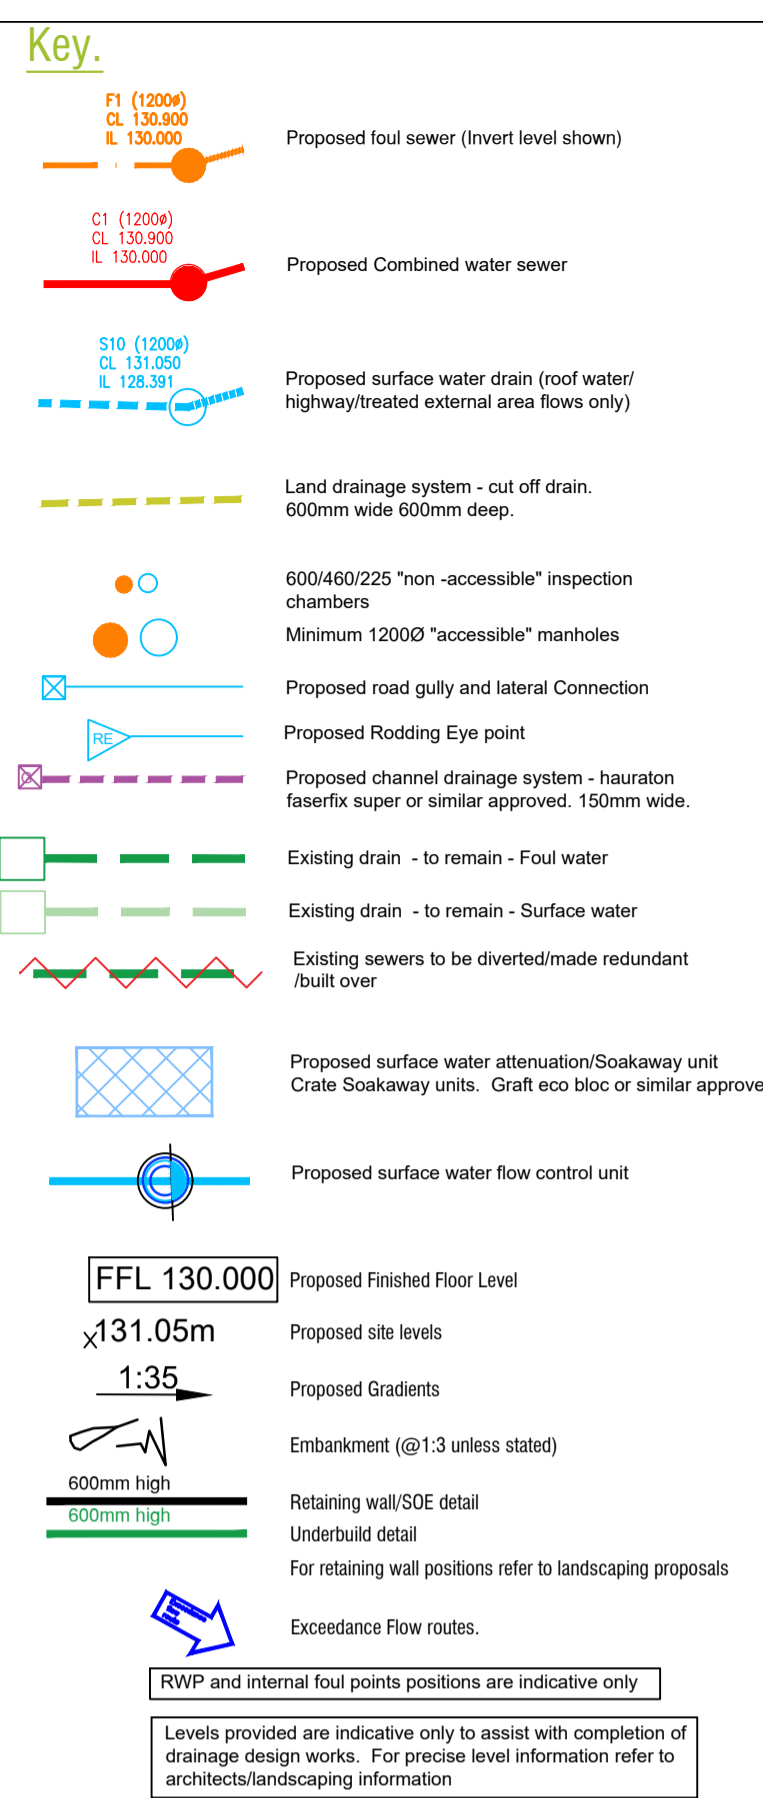 Key.
F1 (1200ø)
CL 130.900
IL 130.000
Proposed foul sewer (Invert level shown)
C1 (1200ø)
CL 130.900
IL 130.000
Proposed Combined water sewer
S10 (1200ø)
CL 131.050
IL 128.391
Proposed surface water drain (roof water/
highway/treated external area flows only)
Land drainage system - cut off drain.
600mm wide 600mm deep.
600/460/225 "non -accessible" inspection
chambers
Minimum 1200Ø "accessible" manholes
Proposed road gully and lateral Connection
RE
Proposed Rodding Eye point
Proposed channel drainage system - hauraton
faserfix super or similar approved. 150mm wide.
Existing drain  - to remain - Foul water
Existing drain  - to remain - Surface water
Existing sewers to be diverted/made redundant
/built over
Proposed surface water attenuation/Soakaway unit
Crate Soakaway units.  Graft eco bloc or similar approve
Proposed surface water flow control unit
FFL 130.000
Proposed Finished Floor Level
x131.05m
Proposed site levels
1:35
Proposed Gradients
Embankment (@1:3 unless stated)
600mm high
Retaining wall/SOE detail
600mm high
Underbuild detail
For retaining wall positions refer to landscaping proposals
Exceedance
flow
route
Exceedance Flow routes.
RWP and internal foul points positions are indicative only
Levels provided are indicative only to assist with completion of
drainage design works.  For precise level information refer to
architects/landscaping information